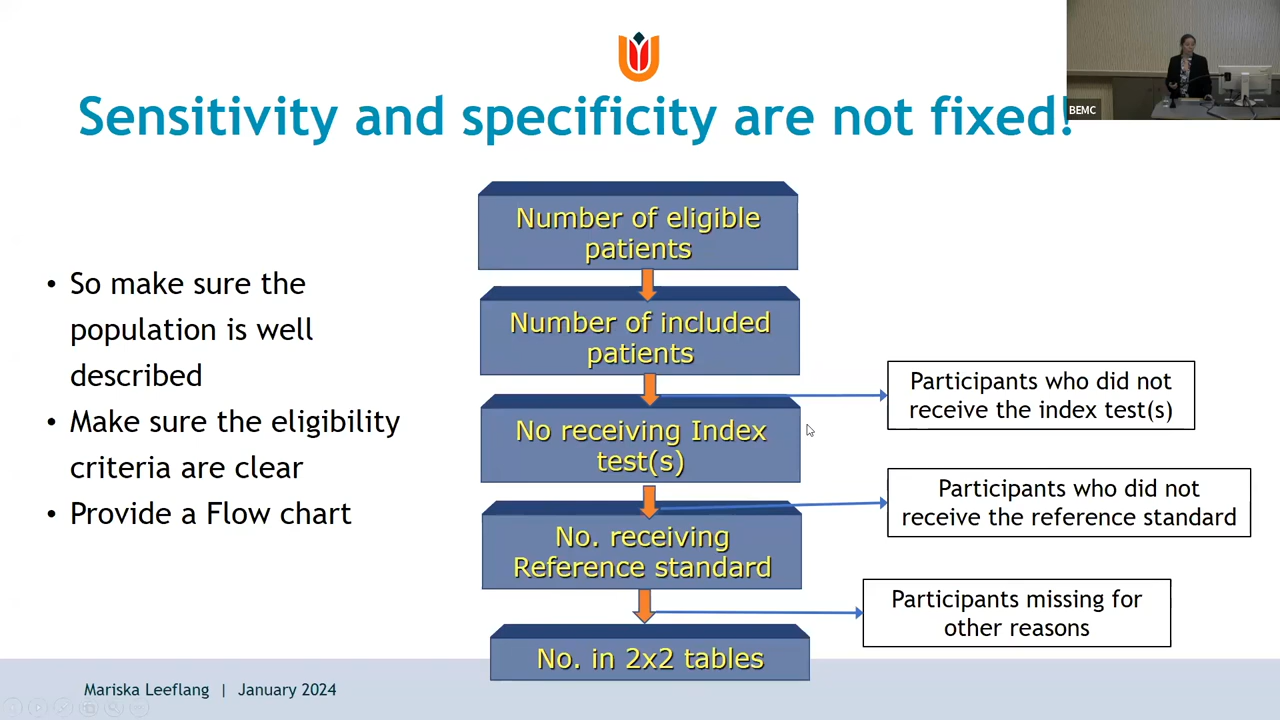 Sensitivity and specificity are not fixed!
BEMC
• So make sure the
population is well
described
• Make sure the eligibility
criteria are clear
• Provide a Flow chart
Number of eligible
patients
Number of included
patients
No receiving Index
test(s)
No. receiving
Reference standard
No. in 2x2 tables
Participants who did not
receive the index test(s)
Participants who did not
receive the reference standard
Participants missing for
other reasons
Mariska Leeflang | January 2024